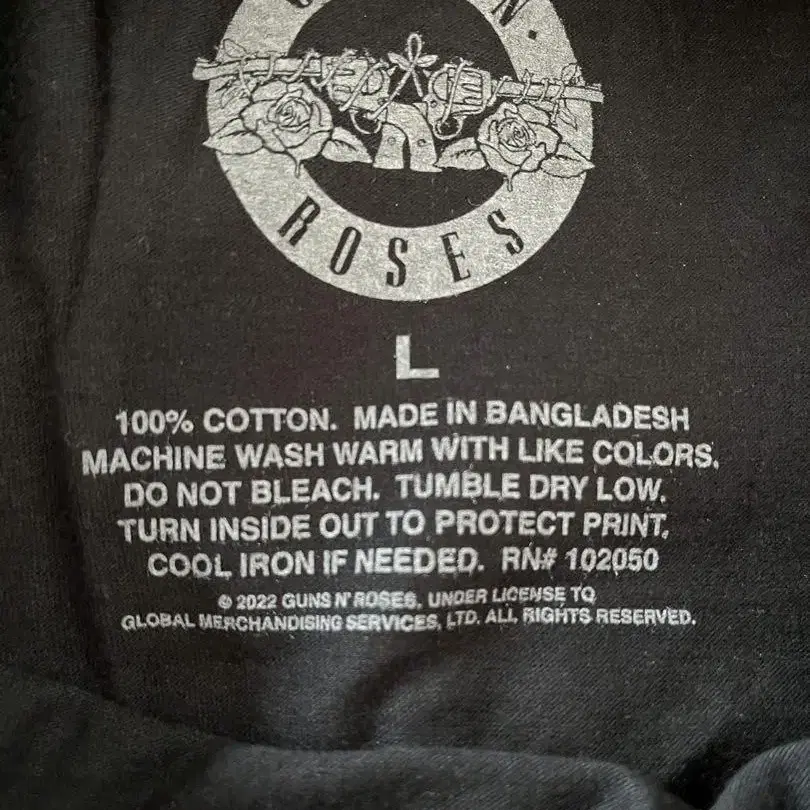 N.
ROSES
L
100% COTTON. MADE IN BANGLADESH
MACHINE WASH WARM WITH LIKE COLORS.
DO NOT BLEACH. TUMBLE DRY LOW.
TURN INSIDE OUT TO PROTECT PRINT.
COOL IRON IF NEEDED. RN# 102050
© 2022 GUNS N' ROSES, UNDER LICENSE TO
GLOBAL MERCHANDISING SERVICES, LTD. ALL RIGHTS RESERVED.